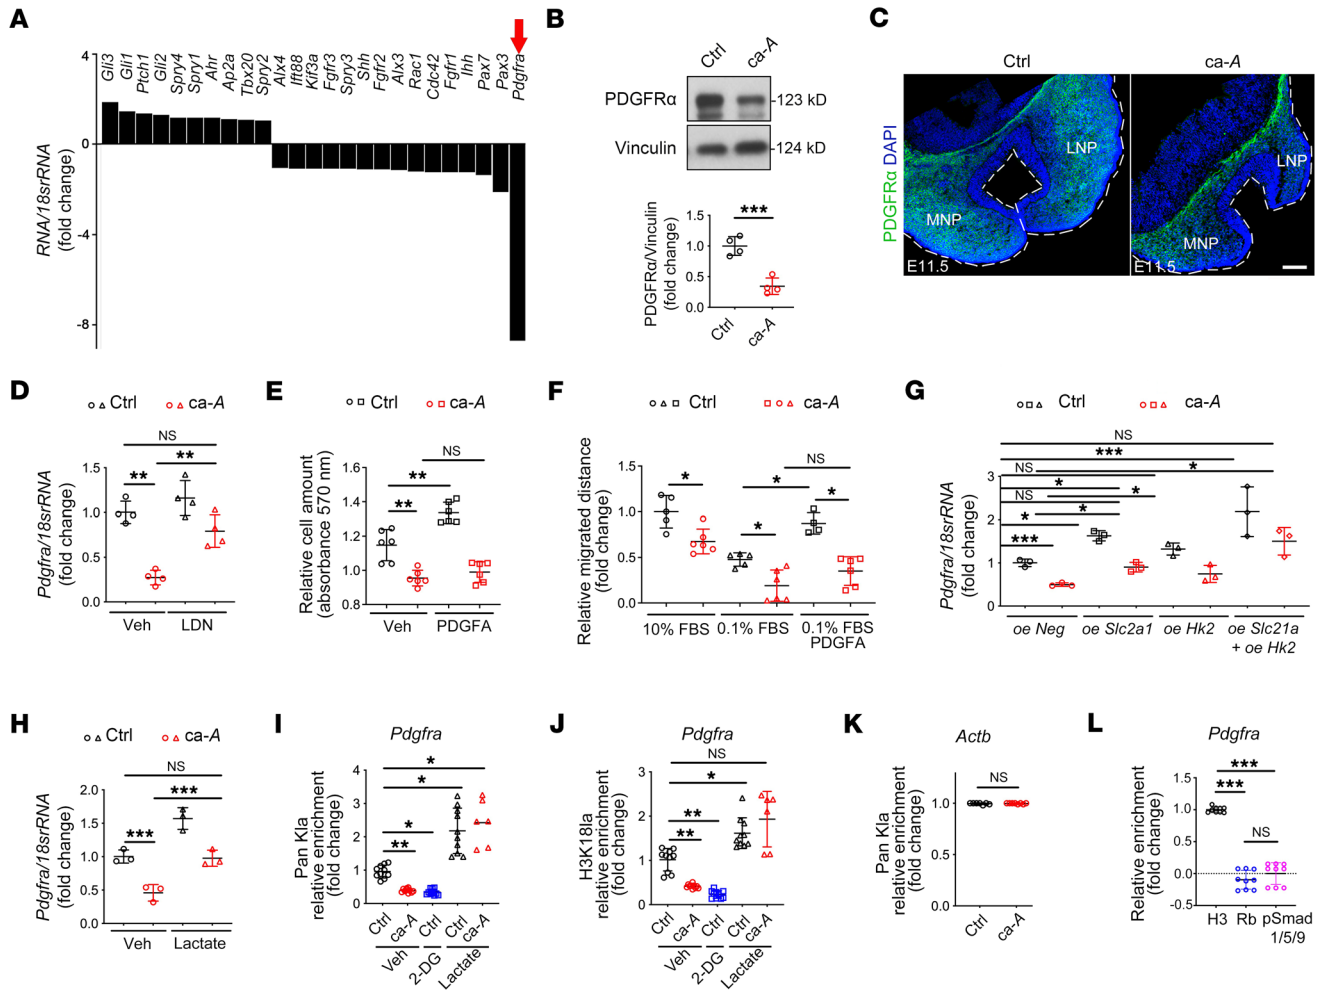 A
4
0
-4
-8
RNA/18srRNA
(fold change)
Gli3
Gli1
Ptch1
Gli2
Spry4
Spry1
Ahr
Ap2a
Tbx20
Spry2
Alx4
Ift88
Kif3a
Fgfr3
Spry3
Shh
Fgfr2
Alx3
Rac1
Cdc42
Fgfr1
Ihh
Pax7
Pax3
Pdgfra
B
Ctrl
ca-A
PDGFRα
-123 kD
Vinculin
-124 kD
PDGFRα/Vinculin
(fold change)
1.5
1.0
0.5
0.0
***
Ctrl
ca-A
C
Ctrl
ca-A
PDGFRα DAPI
LNP
MNP
E11.5
LNP
MNP
E11.5
D
Ctrl
ca-A
Pdgfra/18srRNA
(fold change)
1.5
1.0
0.5
0.0
NS
**
**
Veh
LDN
E
Ctrl
ca-A
Relative cell amount
(absorbance 570 nm)
1.6
1.4
1.2
1.0
0.8
NS
**
**
Veh
PDGFA
F
Ctrl
ca-A
Relative migrated distance
(fold change)
1.5
1.0
0.5
0.0
NS
*
*
*
*
10% FBS
0.1% FBS
0.1% FBS
PDGFA
G
Ctrl
ca-A
Pdgfra/18srRNA
(fold change)
3
2
1
0
NS
***
NS
*
*
NS
*
*
*
***
oe Neg
oe Slc2a1
oe Hk2
oe Slc21a
+ oe Hk2
H
Ctrl
ca-A
Pdgfra/18srRNA
(fold change)
2.0
1.5
1.0
0.5
0.0
NS
***
***
Veh
Lactate
I
Pdgfra
Pan Kla
relative enrichment
(fold change)
4
3
2
1
0
*
*
*
**
Ctrl
ca-A
Ctrl
Ctrl
ca-A
Veh
2-DG
Lactate
J
Pdgfra
H3K18la
relative enrichment
(fold change)
3
2
1
0
NS
*
**
**
Ctrl
ca-A
Ctrl
Ctrl
ca-A
Veh
2-DG
Lactate
K
Actb
Pan Kla
relative enrichment
(fold change)
1.0
0.5
0.0
NS
Ctrl
ca-A
L
Pdgfra
Relative enrichment
(fold change)
1.5
1.0
0.5
0.0
-0.5
***
***
NS
H3
Rb
pSmad
1/5/9